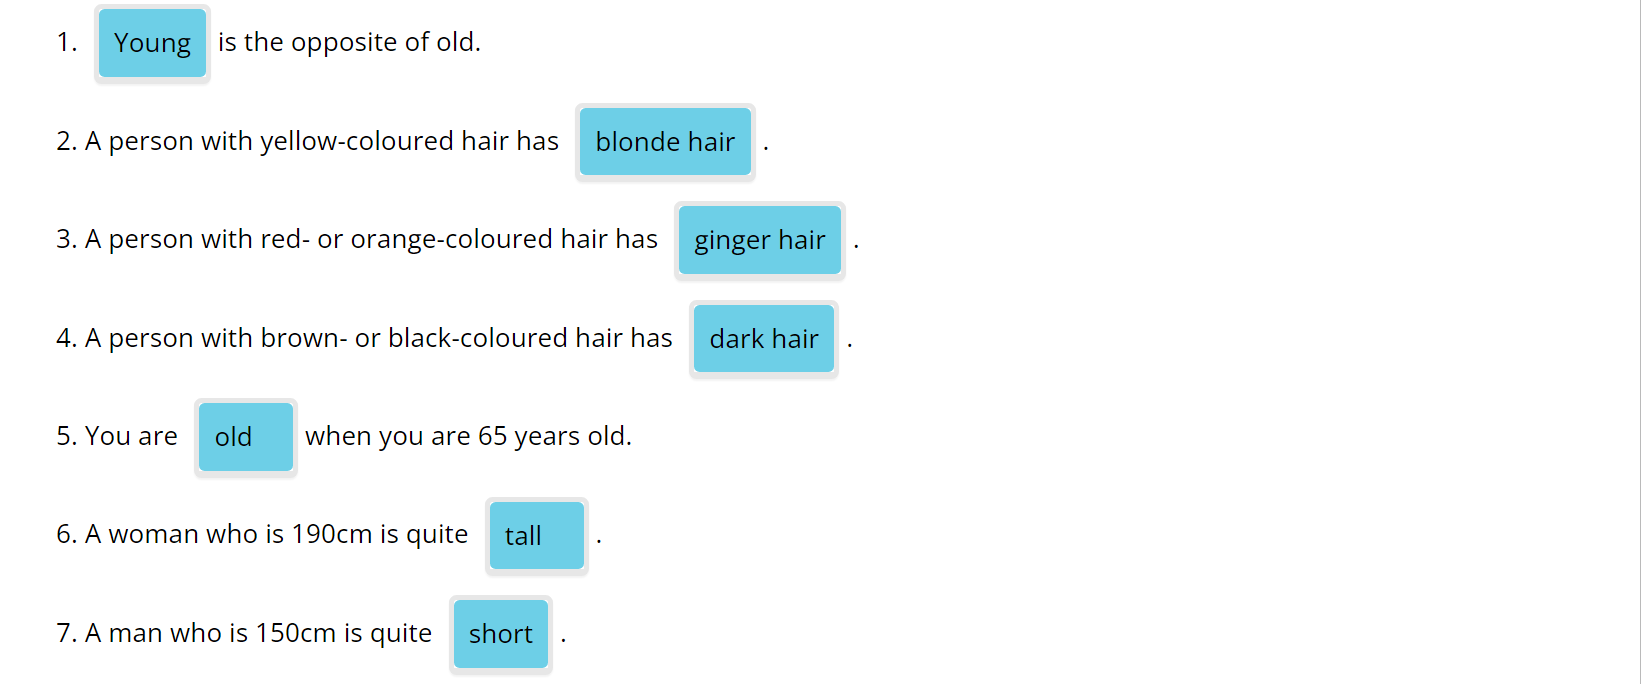 1. Young is the opposite of old.
2. A person with yellow-coloured hair has blonde hair .
3. A person with red- or orange-coloured hair has ginger hair .
4. A person with brown- or black-coloured hair has dark hair .
5. You are old when you are 65 years old.
6. A woman who is 190cm is quite tall .
7. A man who is 150cm is quite short .